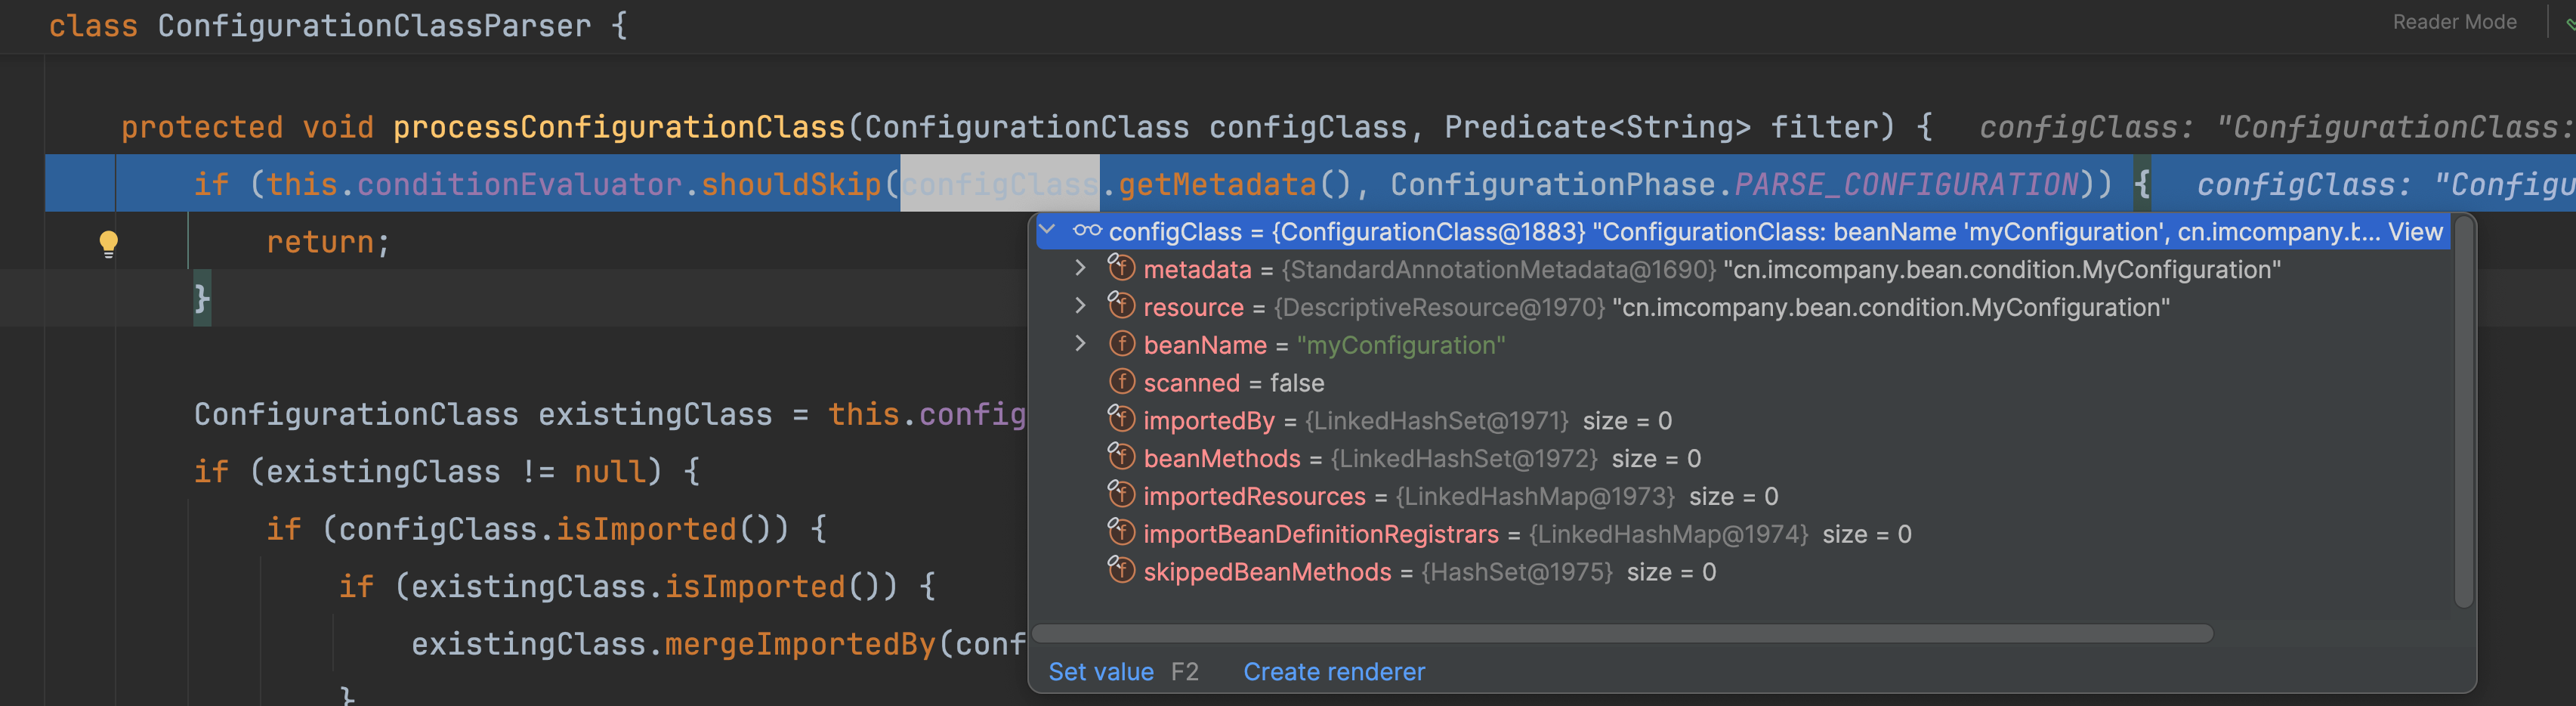 class ConfigurationClassParser {
Reader Mode
protected void processConfigurationClass(ConfigurationClass configClass, Predicate<String> filter) {   configClass: "ConfigurationClass:
if (this.conditionEvaluator.shouldSkip(configClass.getMetadata(), ConfigurationPhase.PARSE_CONFIGURATION)) {   configClass: "Configu
return;
}
ConfigurationClass existingClass = this.config
if (existingClass != null) {
if (configClass.isImported()) {
if (existingClass.isImported()) {
existingClass.mergeImportedBy(conf
}
configClass = {ConfigurationClass@1883} "ConfigurationClass: beanName 'myConfiguration', cn.imcompany.b... View
metadata = {StandardAnnotationMetadata@1690} "cn.imcompany.bean.condition.MyConfiguration"
resource = {DescriptiveResource@1970} "cn.imcompany.bean.condition.MyConfiguration"
beanName = "myConfiguration"
scanned = false
importedBy = {LinkedHashSet@1971} size = 0
beanMethods = {LinkedHashSet@1972} size = 0
importedResources = {LinkedHashMap@1973} size = 0
importBeanDefinitionRegistrars = {LinkedHashMap@1974} size = 0
skippedBeanMethods = {HashSet@1975} size = 0
Set value F2 Create renderer